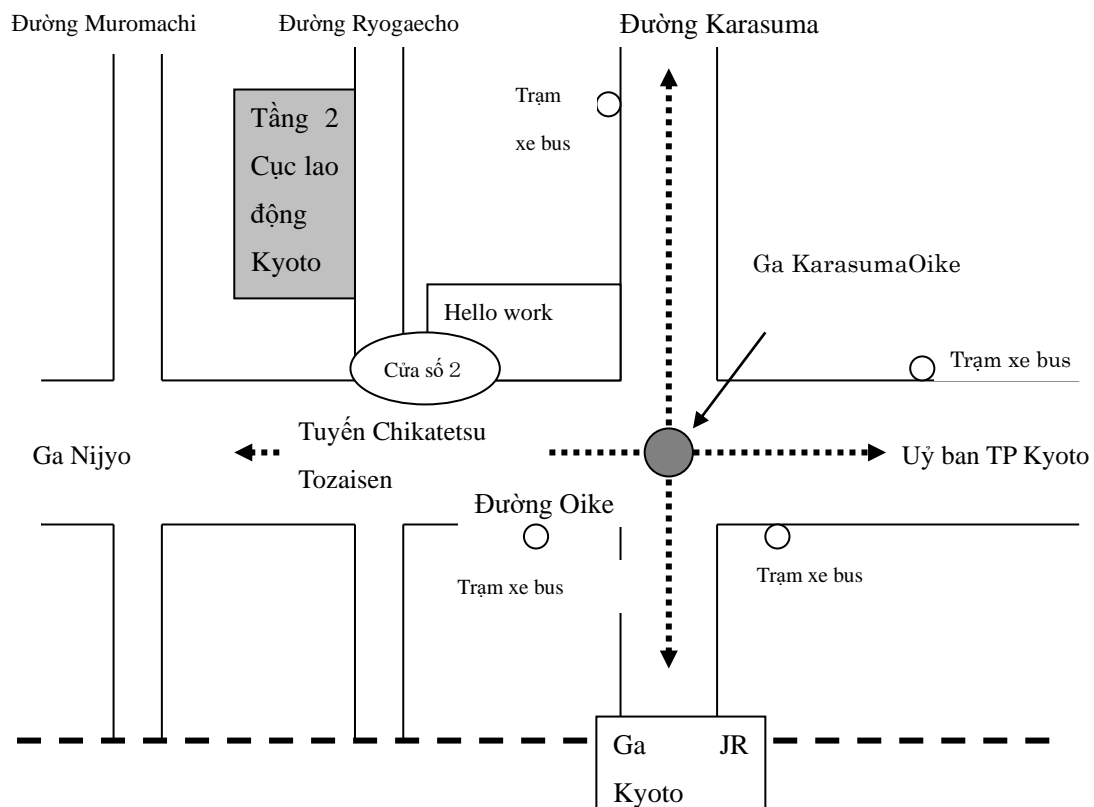 Đường Muromachi
Đường Ryogaecho
Đường Karasuma
Tầng 2
Cục lao
động
Kyoto
Trạm
xe bus
Ga KarasumaOike
Hello work
Cửa số 2
Trạm xe bus
Ga Nijyo
Tuyến Chikatetsu
Tozaisen
Uỷ ban TP Kyoto
Đường Oike
Trạm xe bus
Trạm xe bus
Ga JR
Kyoto